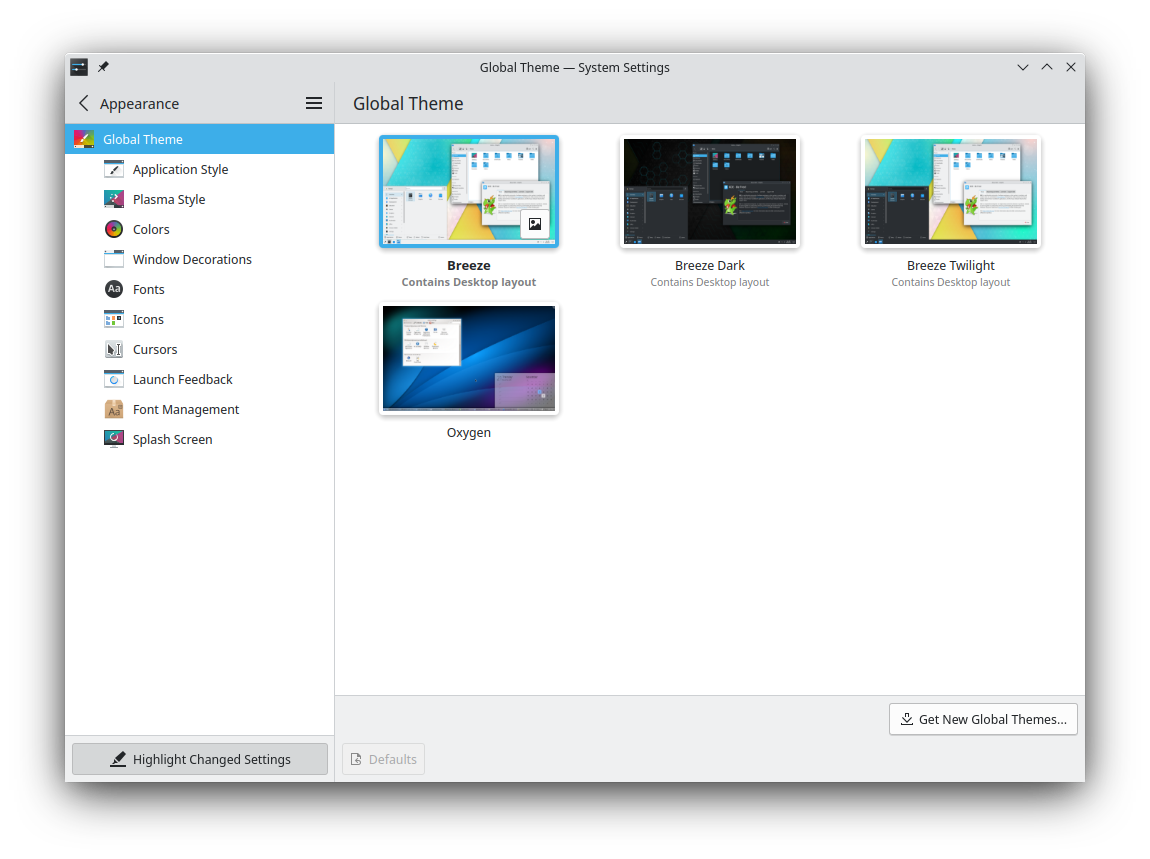 Global Theme — System Settings
Appearance
Global Theme
Global Theme
Application Style
Plasma Style
Colors
Window Decorations
Fonts
Icons
Cursors
Launch Feedback
Font Management
Splash Screen
Breeze
Contains Desktop layout
Breeze Dark
Contains Desktop layout
Breeze Twilight
Contains Desktop layout
Oxygen
Get New Global Themes...
Highlight Changed Settings
Defaults